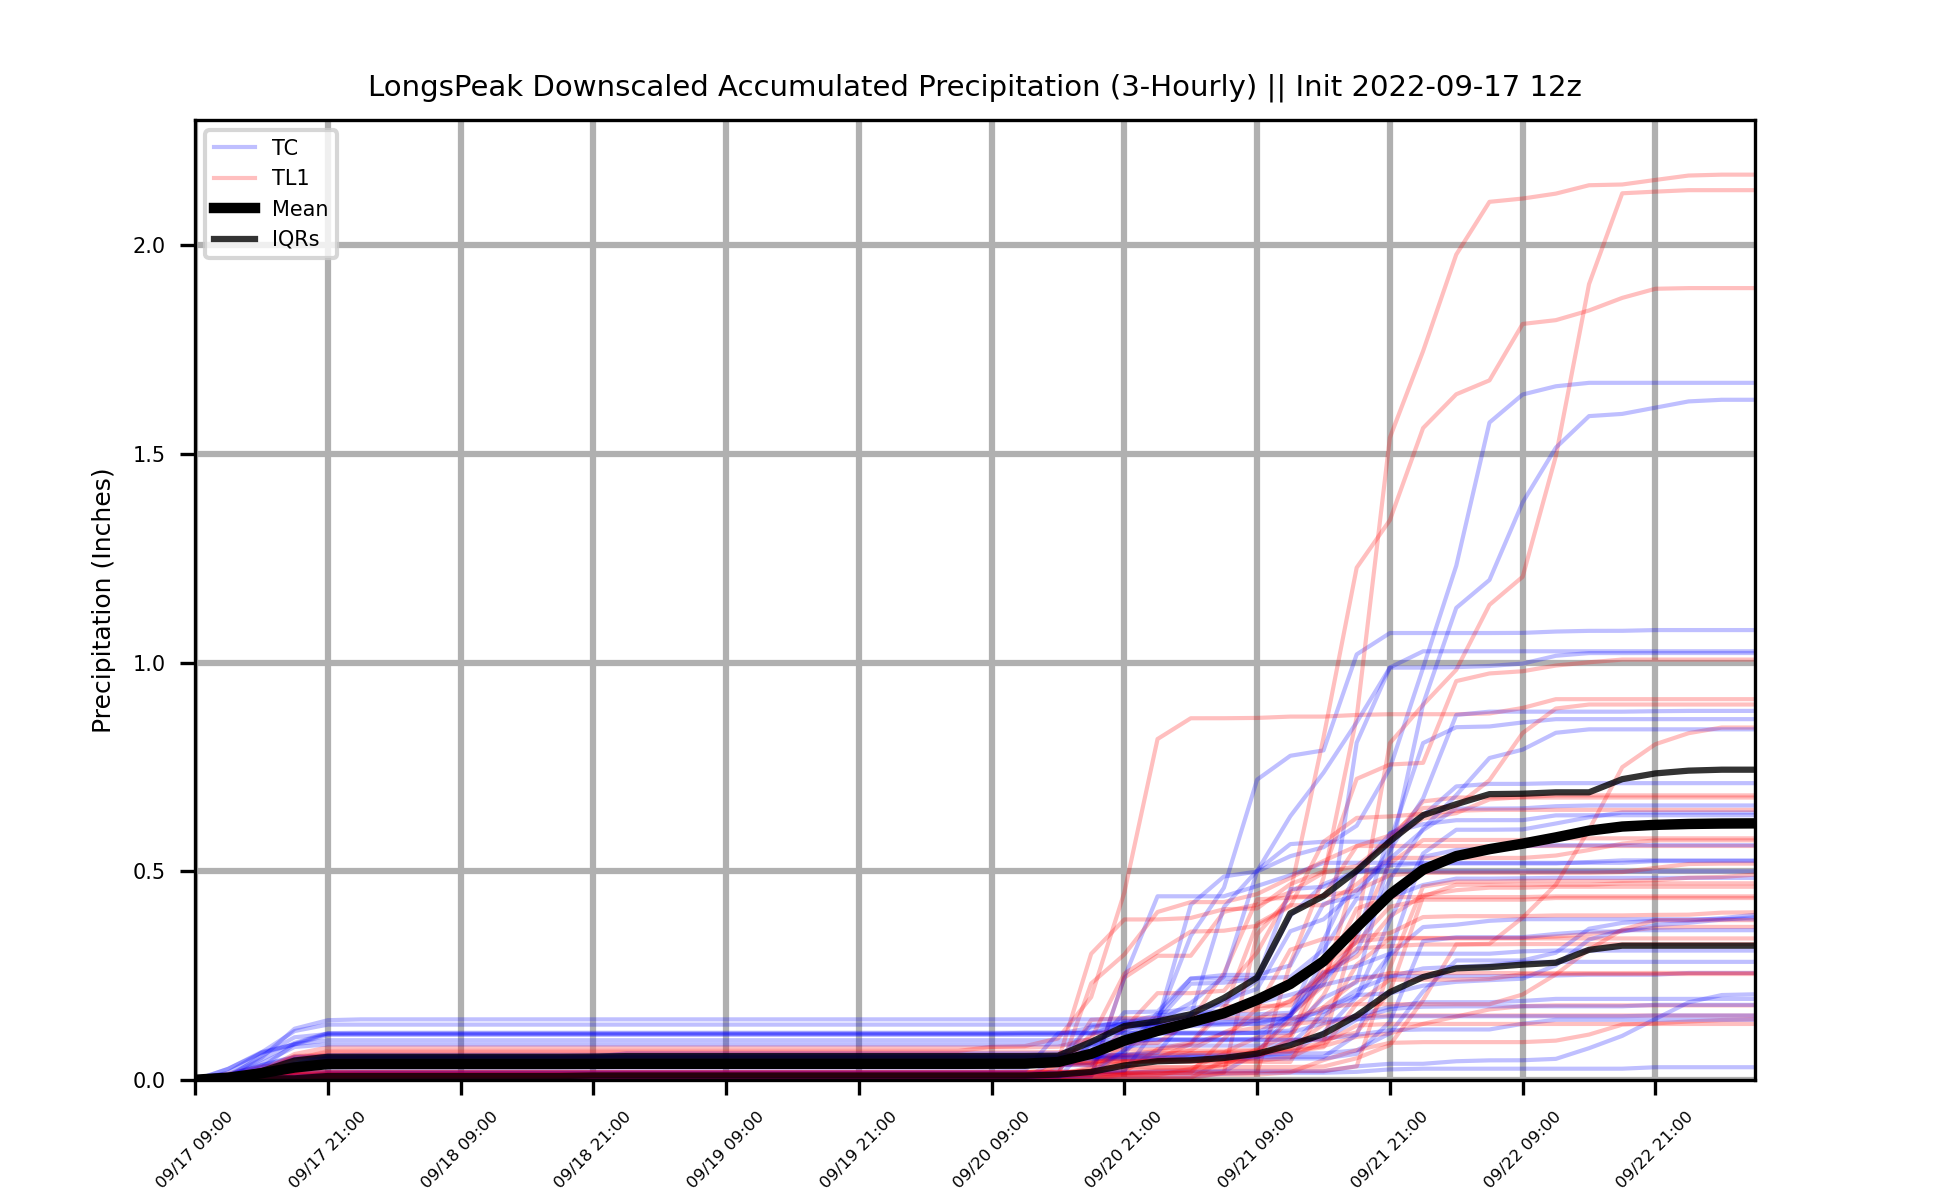 LongsPeak Downscaled Accumulated Precipitation (3-Hourly) || Init 2022-09-17 12z
TC
TL1
Mean
IQRs
Precipitation (Inches)
2.0
1.5
1.0
0.5
0.0
09/17 09:00
09/17 21:00
09/18 09:00
09/18 21:00
09/19 09:00
09/19 21:00
09/20 09:00
09/20 21:00
09/21 09:00
09/21 21:00
09/22 09:00
09/22 21:00